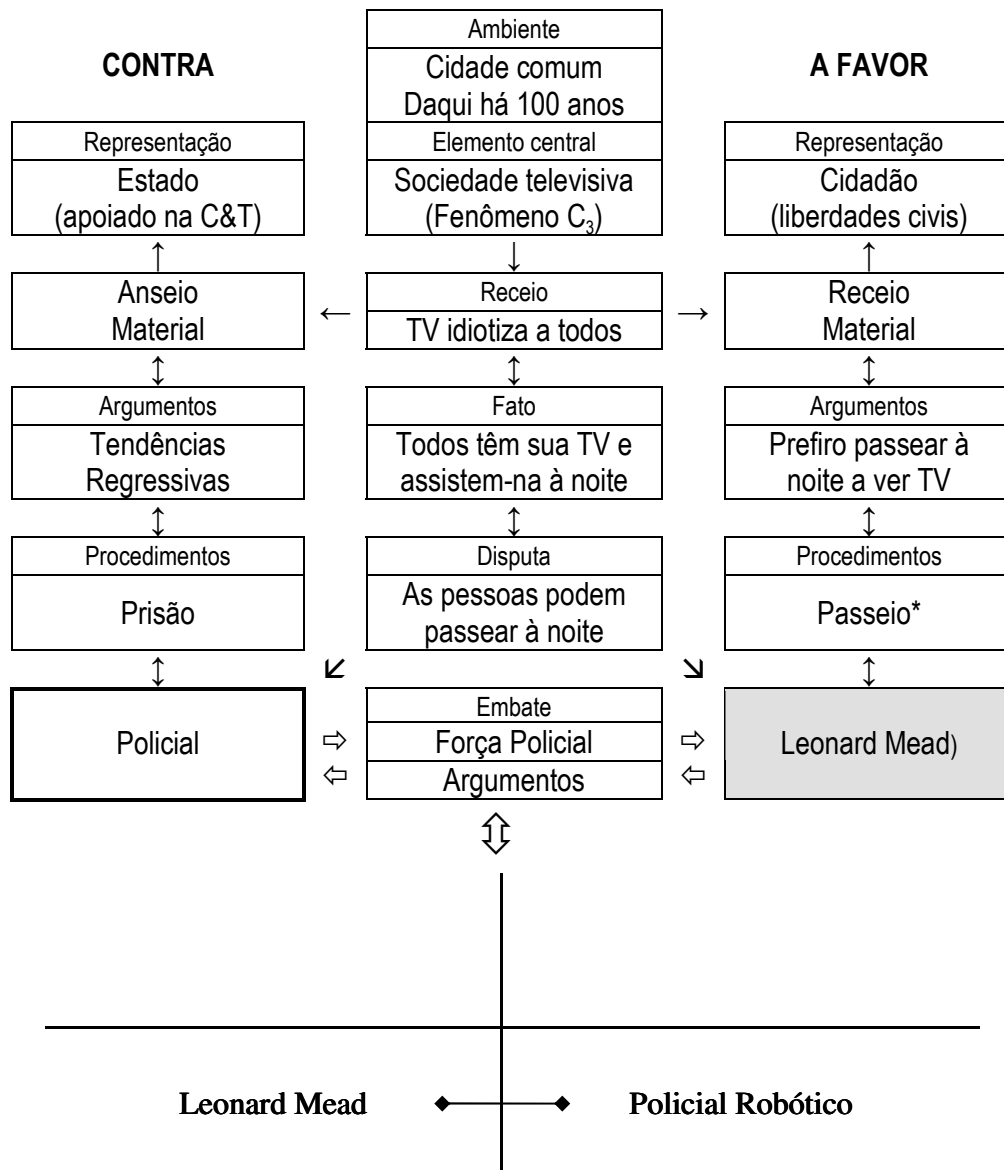 Ambiente
CONTRA
Cidade comum
Daqui há 100 anos
A FAVOR
Representação
Estado
(apoiado na C&T)
Elemento central
Sociedade televisiva
(Fenômeno C₃)
Representação
Cidadão
(liberdades civis)
↑ ↓ ↑
Anseio
Material
←
Receio
TV idiotiza a todos
→
Receio
Material
↕ ↕ ↕
Argumentos
Tendências
Regressivas
Fato
Todos têm sua TV e
assistem-na à noite
Argumentos
Prefiro passear à
noite a ver TV
↕ ↕ ↕
Procedimentos
Prisão
Disputa
As pessoas podem
passear à noite
Procedimentos
Passeio*
↕ ↙ ↘ ↕
Policial
⇨
⇦
Embate
Força Policial
Argumentos
⇨
⇦
Leonard Mead)
⇕
Leonard Mead
Policial Robótico